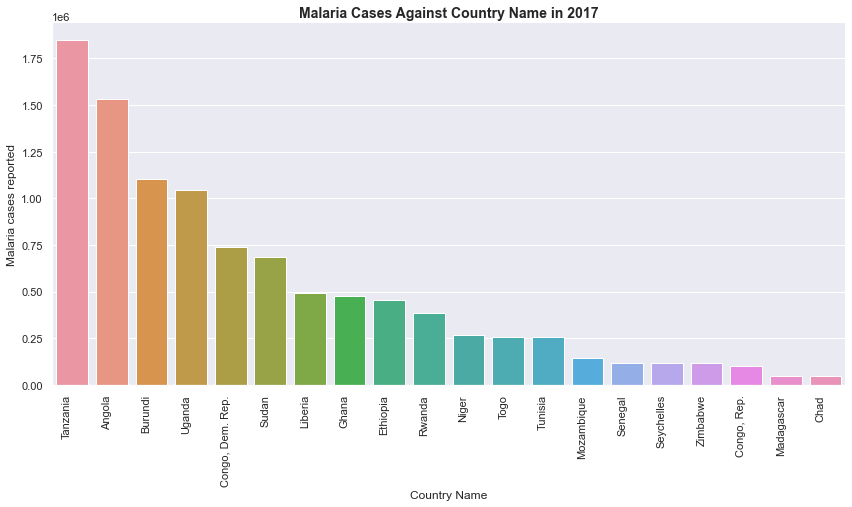 Malaria Cases Against Country Name in 2017
1e6
1.75
1.50
1.25
1.00
0.75
0.50
0.25
0.00
Malaria cases reported
Tanzania
Angola
Burundi
Uganda
Congo, Dem. Rep.
Sudan
Liberia
Ghana
Ethiopia
Rwanda
Niger
Togo
Tunisia
Mozambique
Senegal
Seychelles
Zimbabwe
Congo, Rep.
Madagascar
Chad
Country Name